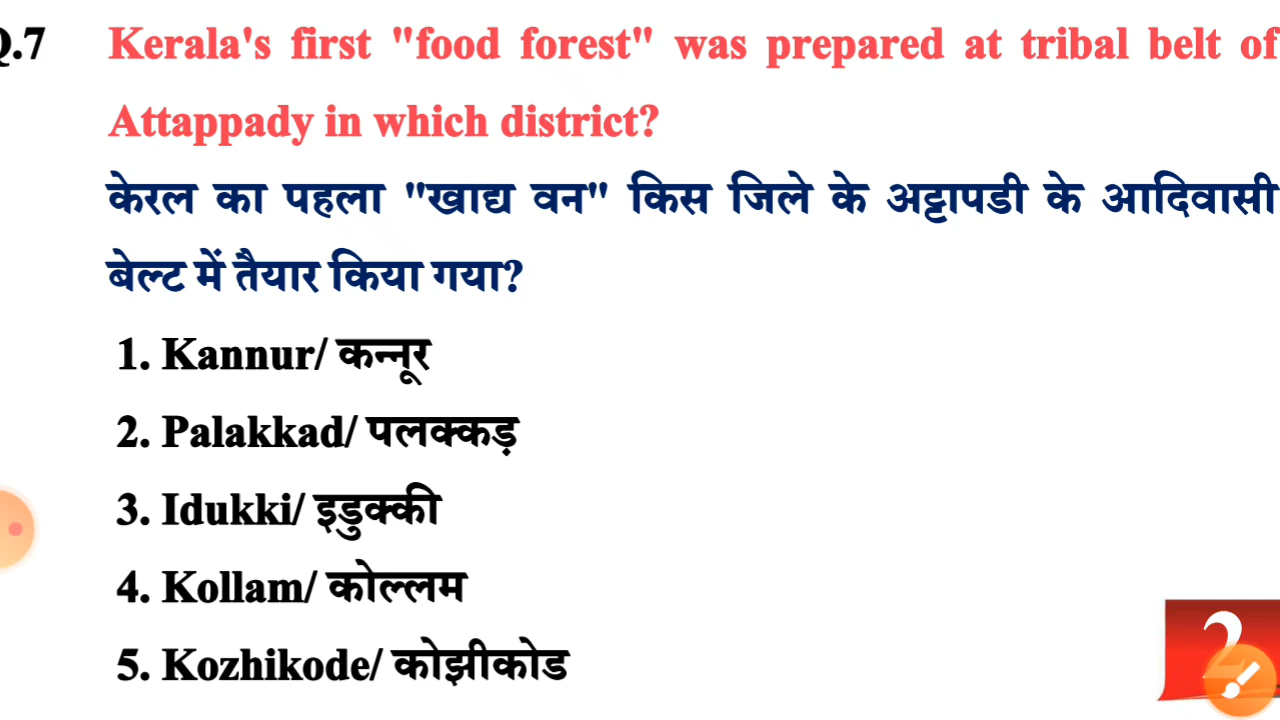 Q.7 Kerala's first "food forest" was prepared at tribal belt of
Attappady in which district?
केरल का पहला "खाद्य वन" किस जिले के अट्टापडी के आदिवासी
बेल्ट में तैयार किया गया?
1. Kannur/ कन्नूर
2. Palakkad/ पलक्कड़
3. Idukki/ इडुक्की
4. Kollam/ कोल्लम
5. Kozhikode/ कोझीकोड
2